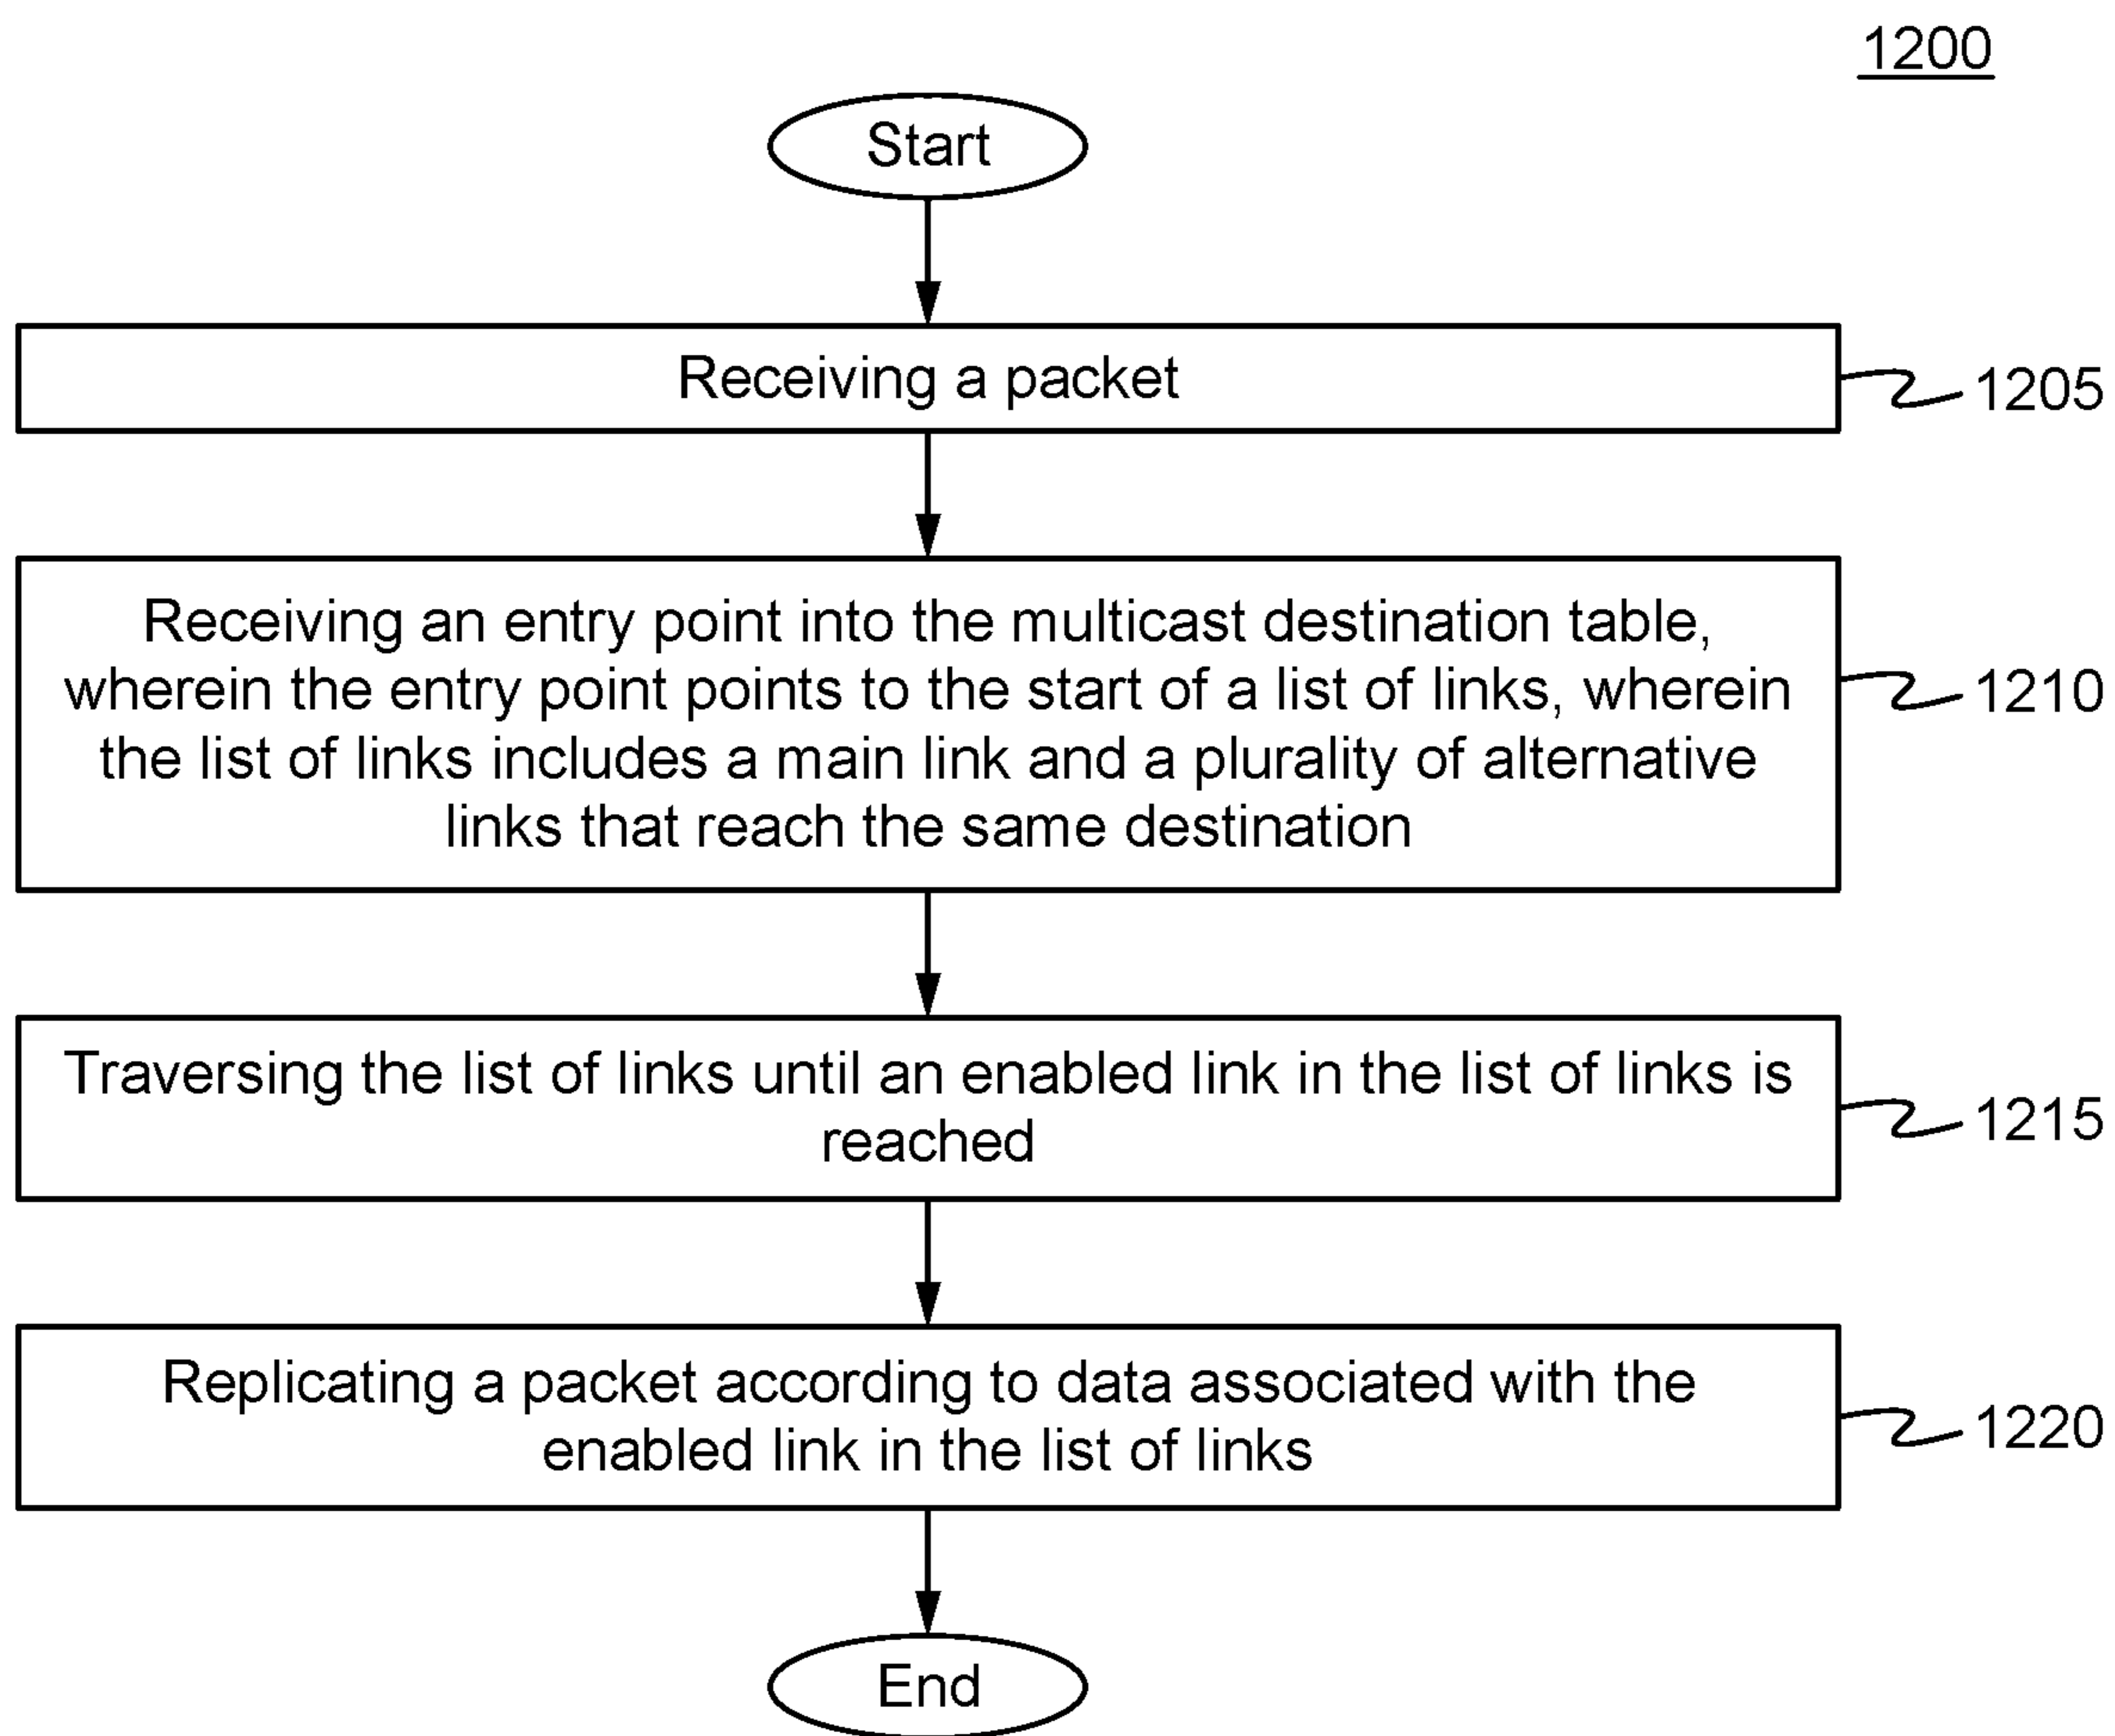 1200
Start
Receiving a packet
1205
Receiving an entry point into the multicast destination table,
wherein the entry point points to the start of a list of links, wherein
the list of links includes a main link and a plurality of alternative
links that reach the same destination
1210
Traversing the list of links until an enabled link in the list of links is
reached
1215
Replicating a packet according to data associated with the
enabled link in the list of links
1220
End